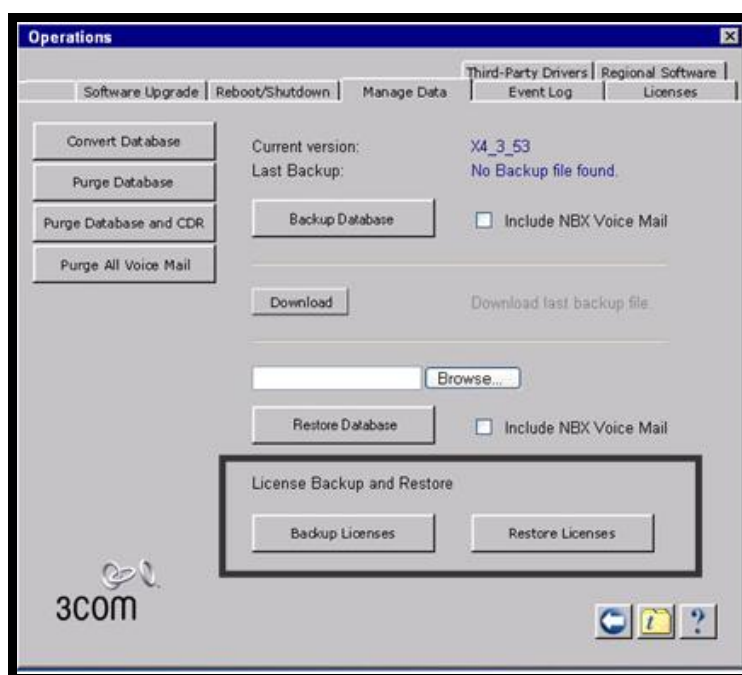 Operations
Third-Party Drivers Regional Software
Software Upgrade Reboot/Shutdown Manage Data Event Log Licenses
Convert Database
Purge Database
Purge Database and CDR
Purge All Voice Mail
Current version: X4_3_53
Last Backup: No Backup file found.
Backup Database Include NBX Voice Mail
Download Download last backup file.
Browse...
Restore Database Include NBX Voice Mail
License Backup and Restore
Backup Licenses Restore Licenses
3COM
i ?